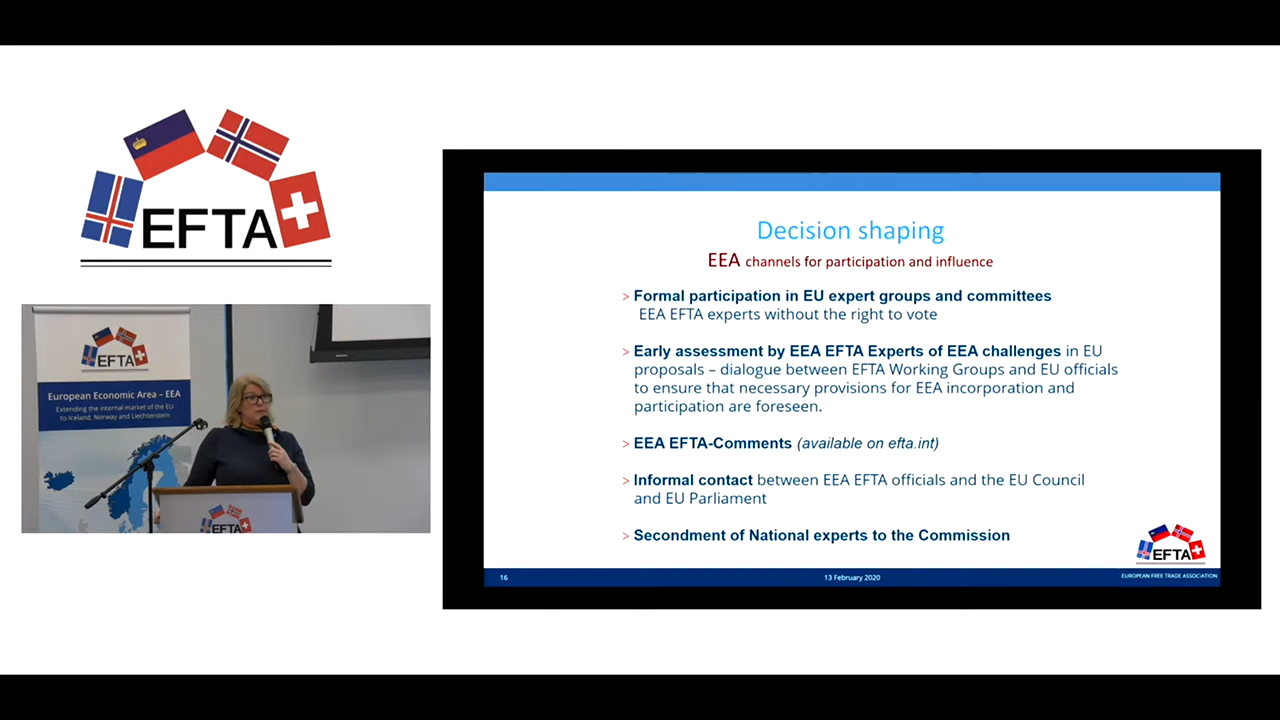 EFTA
EFTA
European Economic Area – EEA
Extending the internal market of the EU
to Iceland, Norway and Liechtenstein
EFTA
Decision shaping
EEA channels for participation and influence
> Formal participation in EU expert groups and committees
EEA EFTA experts without the right to vote
> Early assessment by EEA EFTA Experts of EEA challenges in EU
proposals – dialogue between EFTA Working Groups and EU officials
to ensure that necessary provisions for EEA incorporation and
participation are foreseen.
> EEA EFTA-Comments (available on efta.int)
> Informal contact between EEA EFTA officials and the EU Council
and EU Parliament
> Secondment of National experts to the Commission
EFTA
16
13 February 2020
EUROPEAN FREE TRADE ASSOCIATION